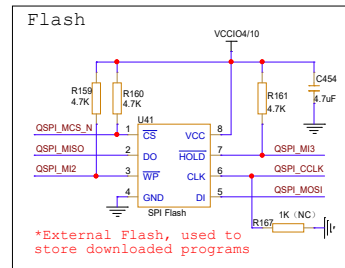 Flash
VCCIO4/10
R159
4.7K
R160
4.7K
R161
4.7K
C454
4.7uF
U41
QSPI_MCS_N
1
CS
VCC
8
QSPI_MISO
2
DO
HOLD
7
QSPI_MI3
QSPI_MI2
3
WP
CLK
6
QSPI_CCLK
4
GND
DI
5
QSPI_MOSI
SPI Flash
R167
1K（NC）
*External Flash, used to
store downloaded programs